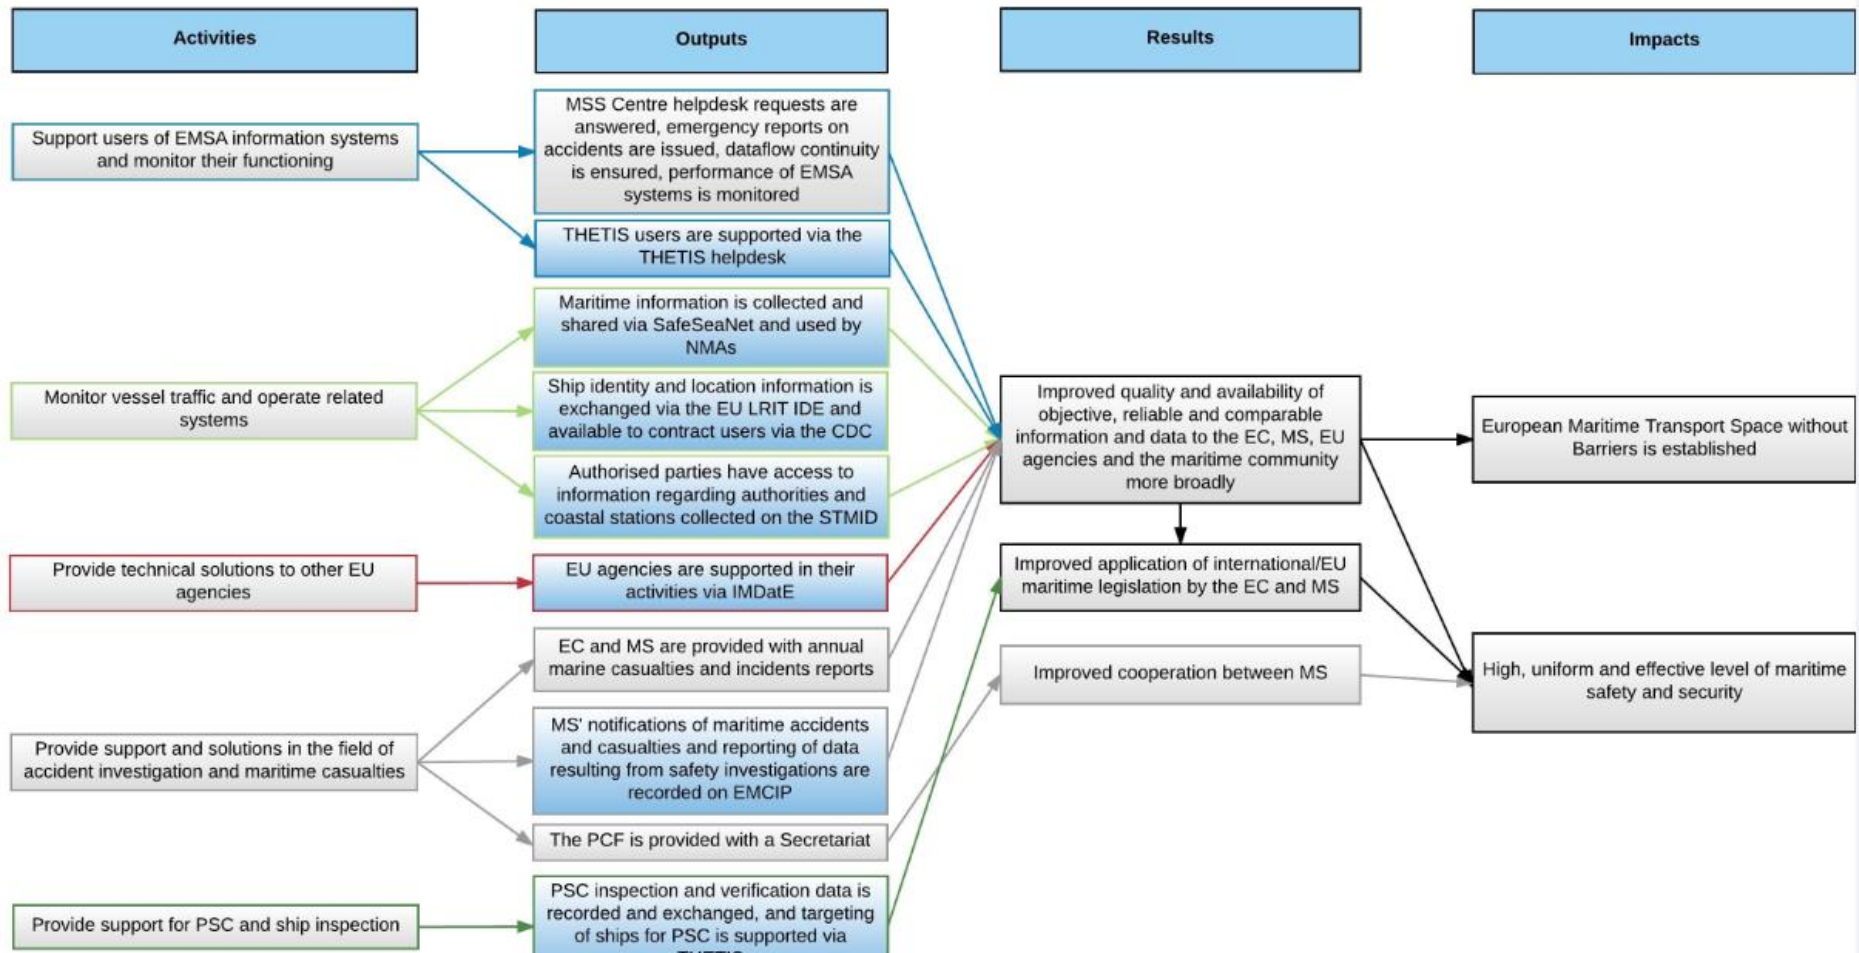 Activities
Outputs
Results
Impacts
Support users of EMSA information systems
and monitor their functioning
MSS Centre helpdesk requests are
answered, emergency reports on
accidents are issued, dataflow continuity
is ensured, performance of EMSA
systems is monitored
THETIS users are supported via the
THETIS helpdesk
Monitor vessel traffic and operate related
systems
Maritime information is collected and
shared via SafeSeaNet and used by
NMAs
Ship identity and location information is
exchanged via the EU LRIT IDE and
available to contract users via the CDC
Authorised parties have access to
information regarding authorities and
coastal stations collected on the STMID
Provide technical solutions to other EU
agencies
EU agencies are supported in their
activities via IMDatE
Provide support and solutions in the field of
accident investigation and maritime casualties
EC and MS are provided with annual
marine casualties and incidents reports
MS' notifications of maritime accidents
and casualties and reporting of data
resulting from safety investigations are
recorded on EMCIP
The PCF is provided with a Secretariat
Provide support for PSC and ship inspection
PSC inspection and verification data is
recorded and exchanged, and targeting
of ships for PSC is supported via
Improved quality and availability of
objective, reliable and comparable
information and data to the EC, MS, EU
agencies and the maritime community
more broadly
Improved application of international/EU
maritime legislation by the EC and MS
Improved cooperation between MS
European Maritime Transport Space without
Barriers is established
High, uniform and effective level of maritime
safety and security